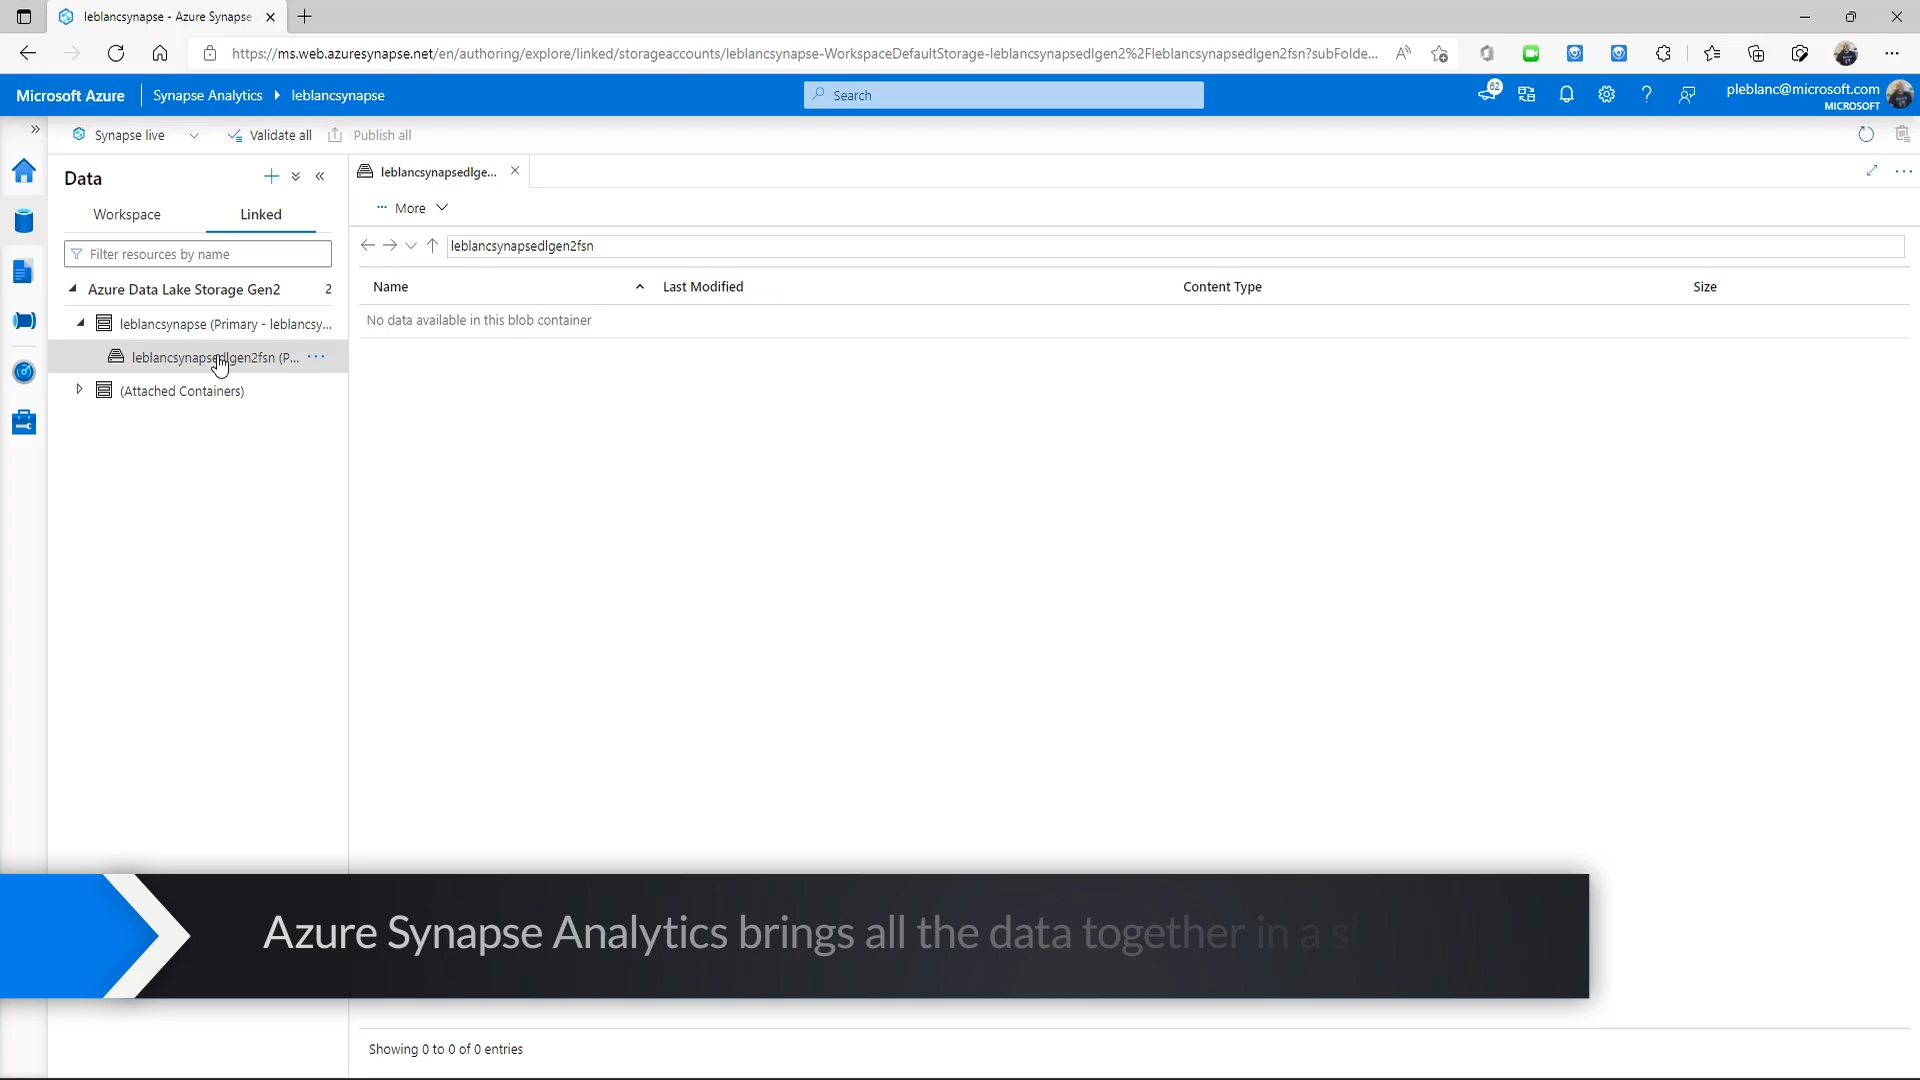 leblancsynapse - Azure Synapse
https://ms.web.azuresynapse.net/en/authoring/explore/linked/storageaccounts/leblancsynapse-WorkspaceDefaultStorage-leblancsynapsedlgen2%2Fleblancsynapsedlgen2fsn?subFolde...
Microsoft Azure
Synapse Analytics
leblancsynapse
Search
62
pleblanc@microsoft.com
MICROSOFT
Synapse live
Validate all
Publish all
Data
Workspace
Linked
Filter resources by name
Azure Data Lake Storage Gen2 2
leblancsynapse (Primary - leblancsy...
leblancsynapsedlgen2fsn (P... ...
(Attached Containers)
leblancsynapsedlge...
... More
leblancsynapsedlgen2fsn
Name Last Modified Content Type Size
No data available in this blob container
Azure Synapse Analytics brings all the data together in a s
Showing 0 to 0 of 0 entries